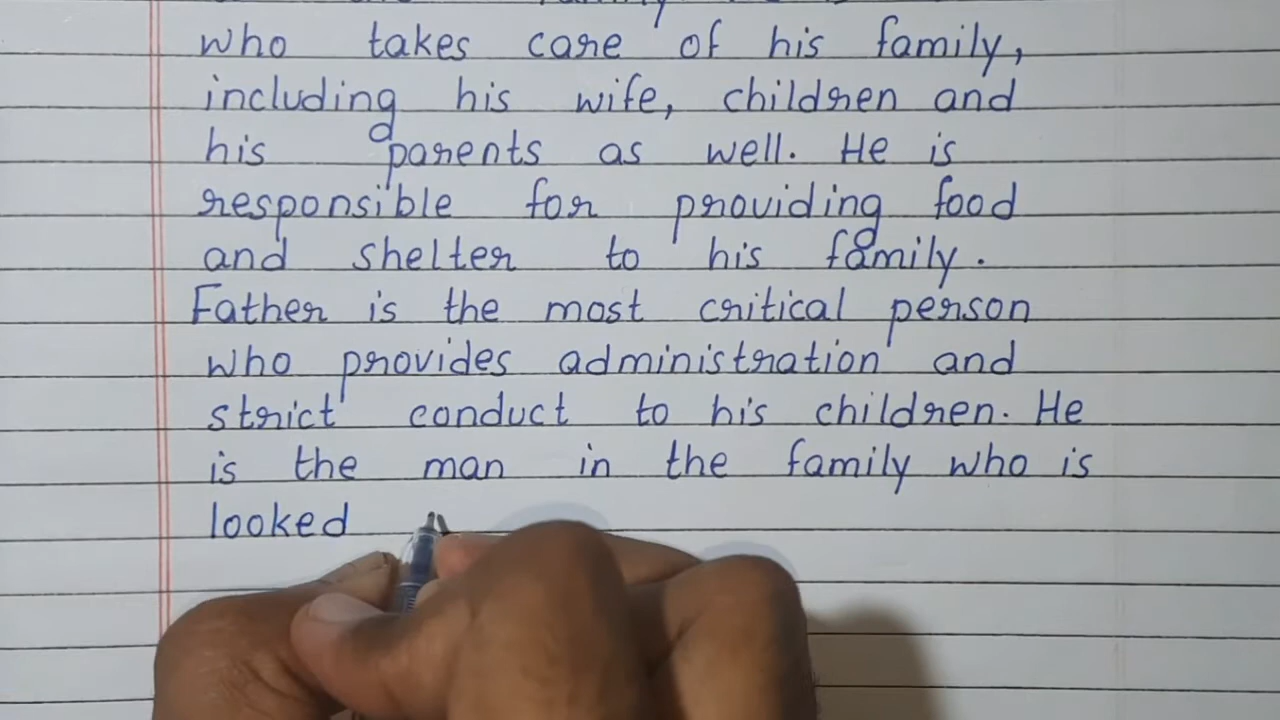 who takes care of his family,
including his wife, children and
his parents as well. He is
responsible for providing food
and shelter to his family.
Father is the most critical person
who provides administration and
strict conduct to his children. He
is the man in the family who is
looked